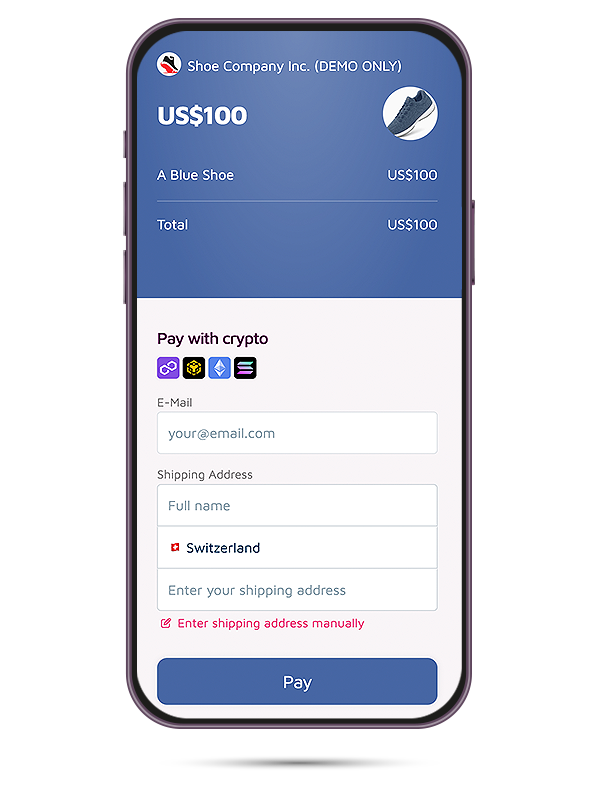 Shoe Company Inc. (DEMO ONLY)
US$100
A Blue Shoe US$100
Total US$100
Pay with crypto
E-Mail
your@email.com
Shipping Address
Full name
Switzerland
Enter your shipping address
Enter shipping address manually
Pay